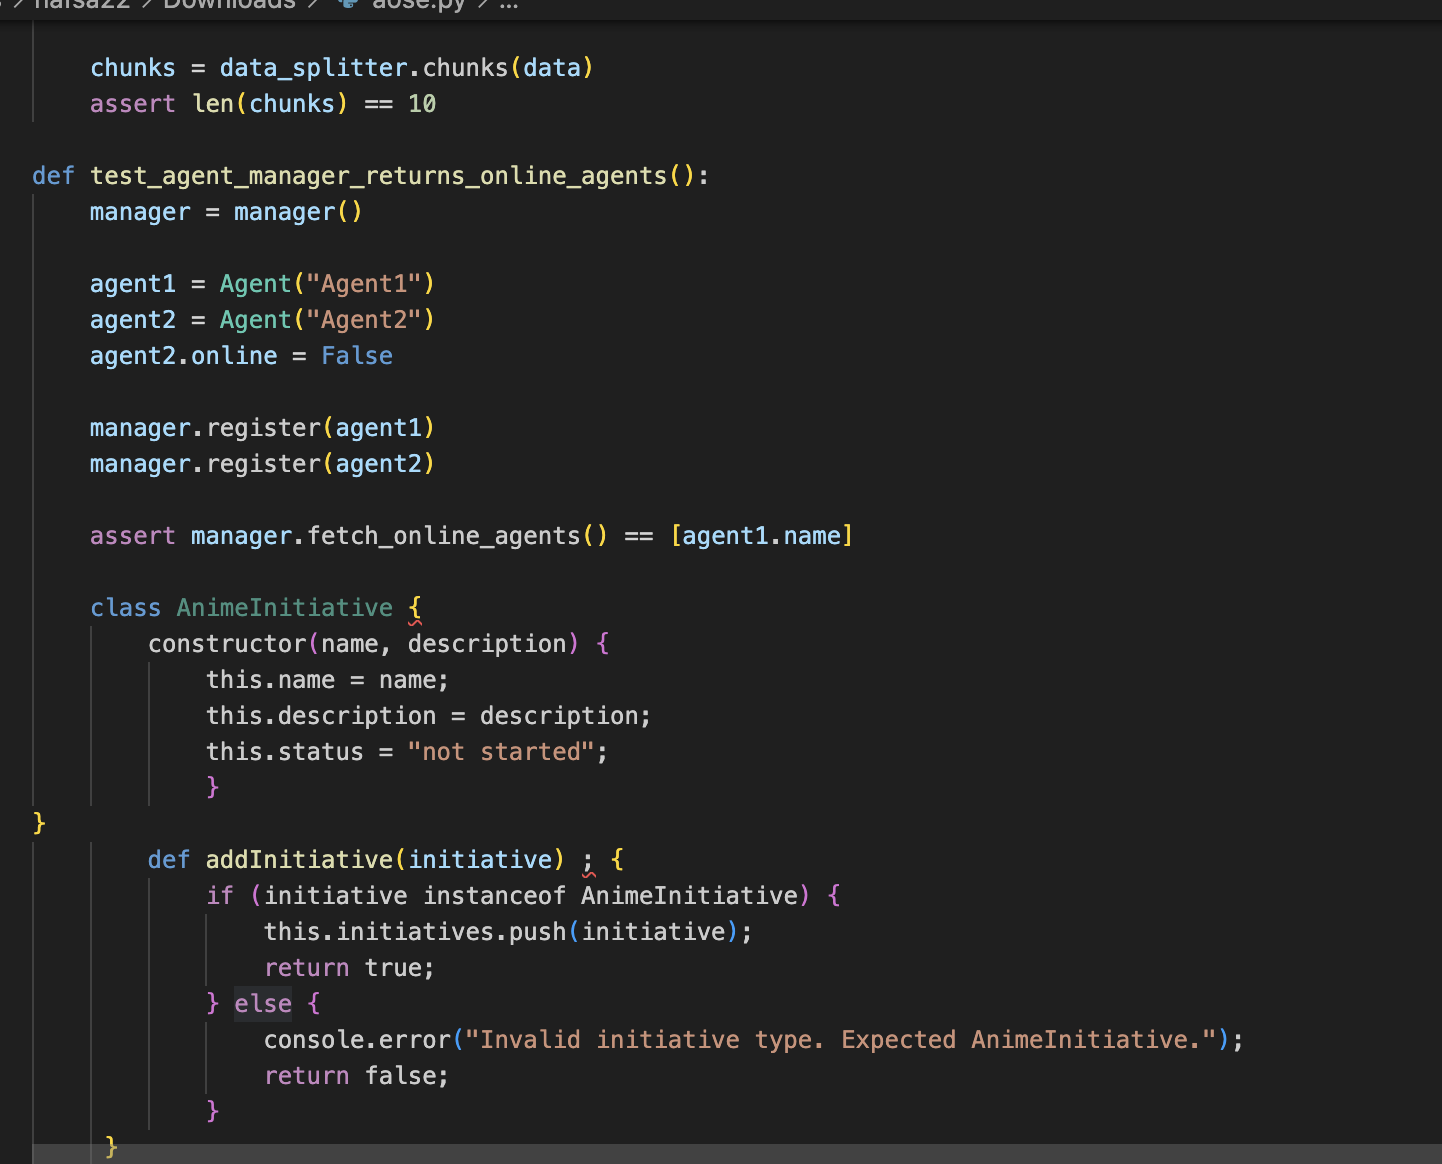 hafsa22 > Downloads > aose.py > ...
chunks = data_splitter.chunks(data)
assert len(chunks) == 10
def test_agent_manager_returns_online_agents():
manager = manager()
agent1 = Agent("Agent1")
agent2 = Agent("Agent2")
agent2.online = False
manager.register(agent1)
manager.register(agent2)
assert manager.fetch_online_agents() == [agent1.name]
class AnimeInitiative {
constructor(name, description) {
this.name = name;
this.description = description;
this.status = "not started";
}
}
def addInitiative(initiative) ; {
if (initiative instanceof AnimeInitiative) {
this.initiatives.push(initiative);
return true;
} else {
console.error("Invalid initiative type. Expected AnimeInitiative.");
return false;
}
}